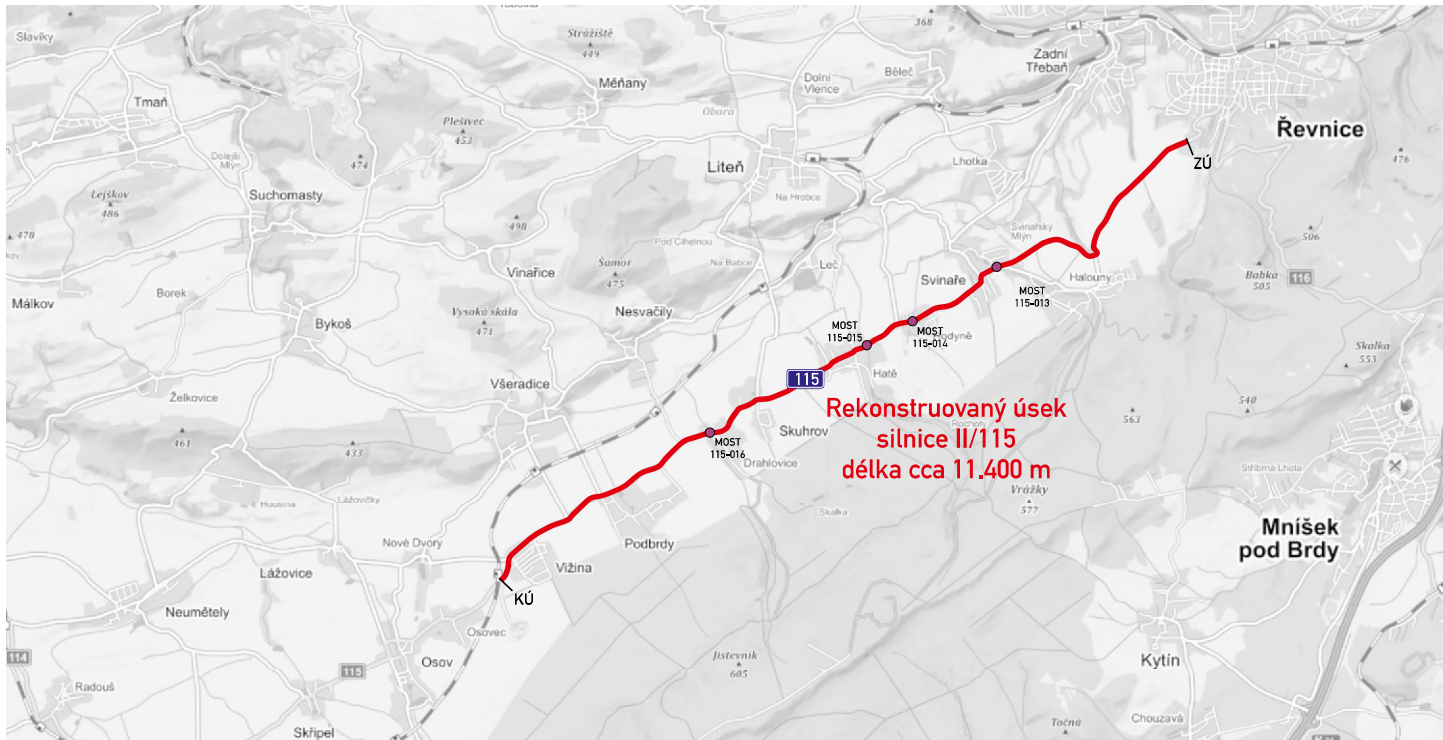 Slavíky
368
Strážiště
449
Zadní
Třebaň
Měňany
Běleč
Dolní
Vlence
Tmaň
Obora
Plešivec
453
Řevnice
Dolejší
Mlýn
474
Liteň
Lhotka
ZÚ
476
Lejškov
486
Suchomasty
Na Hrobce
498
Svinařský
Mlýn
506
470
Pod Cihelnou
Šamor
475
Na Babce
Leč
Vinařice
Svinaře
Halouny
Babka
505
116
Málkov
Borek
MOST
115-013
Vysoká skála
471
Nesvačily
Bykoš
MOST
115-015
MOST
115-014
Skalka
553
Hatě
115
Všeradice
Želkovice
Rekonstruovaný úsek
silnice II/115
délka cca 11.400 m
548
563
Rochoty
Skuhrov
461
433
MOST
115-016
Drahlovice
Stříbrná Lhota
Vrážky
577
Lážovičky
Skalka
Mníšek
pod Brdy
Nové Dvory
Podbrdy
Vižina
Lážovice
KÚ
Neumětely
Osovec
Osov
Jistevník
605
Kytín
114
115
Radouš
Skřipel
Točná
Chouzavá